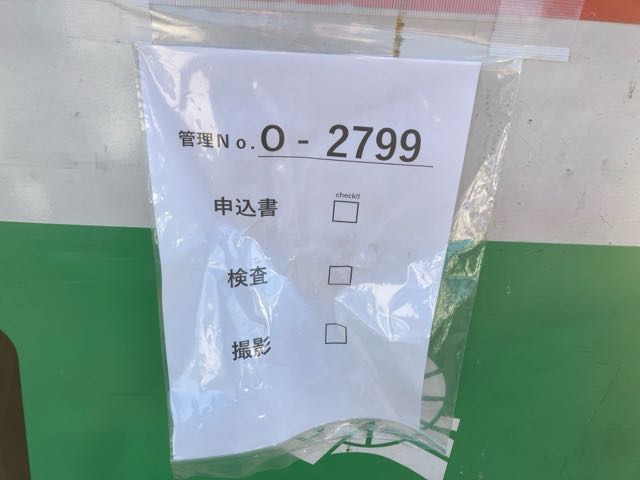 管理No. O - 2799
check!!
申込書 □
検査 □
撮影 □